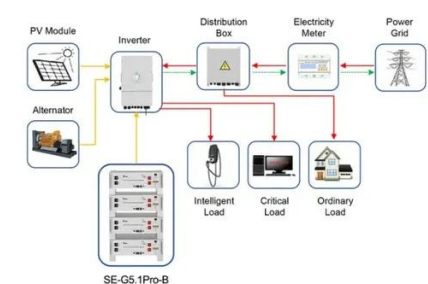 PV Module
Inverter
Distribution
Box
Electricity
Meter
Power
Grid
Alternator
Intelligent
Load
Critical
Load
Ordinary
Load
SE-G5.1Pro-B